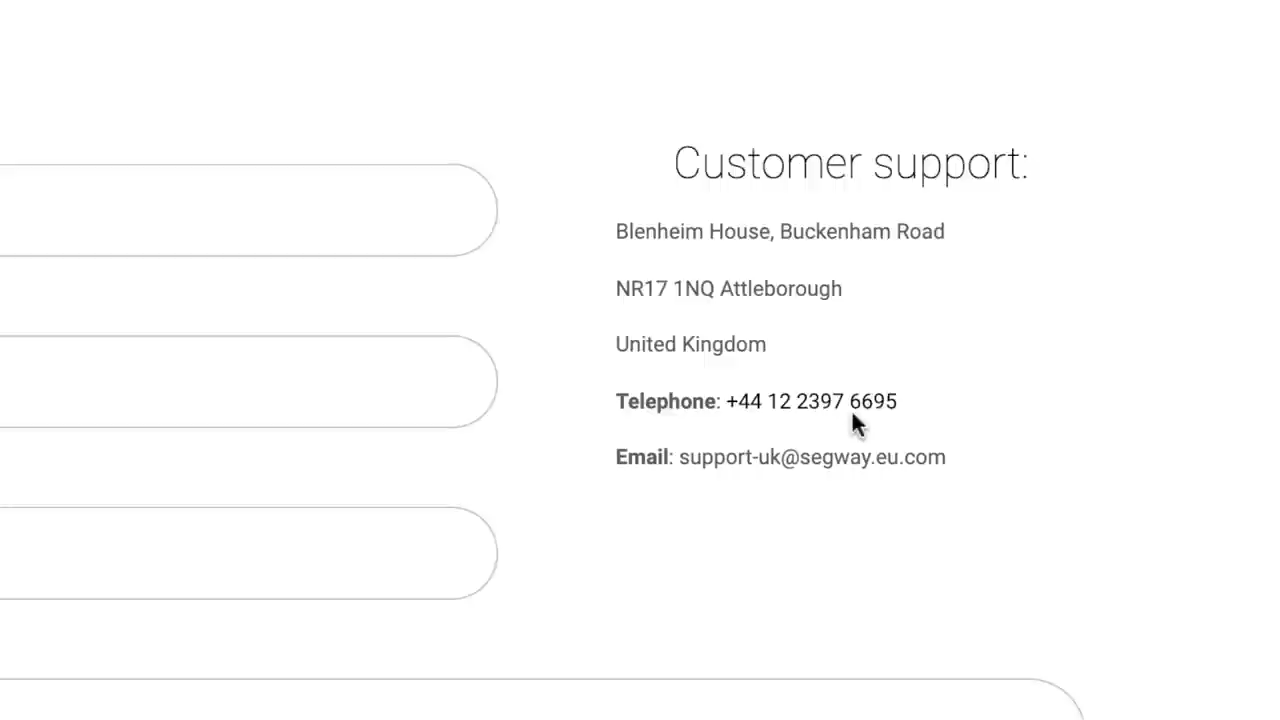 Customer support:
Blenheim House, Buckenham Road
NR17 1NQ Attleborough
United Kingdom
Telephone: +44 12 2397 6695
Email: support-uk@segway.eu.com